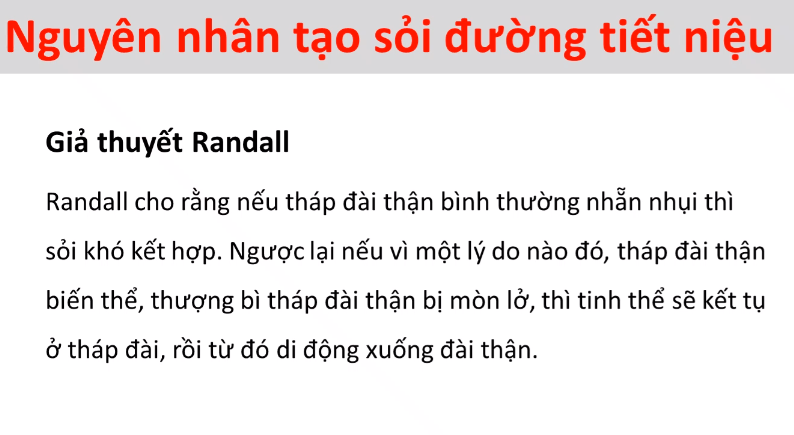 Nguyên nhân tạo sỏi đường tiết niệu
Giả thuyết Randall
Randall cho rằng nếu tháp đài thận bình thường nhẵn nhụi thì
sỏi khó kết hợp. Ngược lại nếu vì một lý do nào đó, tháp đài thận
biến thể, thượng bì tháp đài thận bị mòn lở, thì tinh thể sẽ kết tụ
ở tháp đài, rồi từ đó di động xuống đài thận.